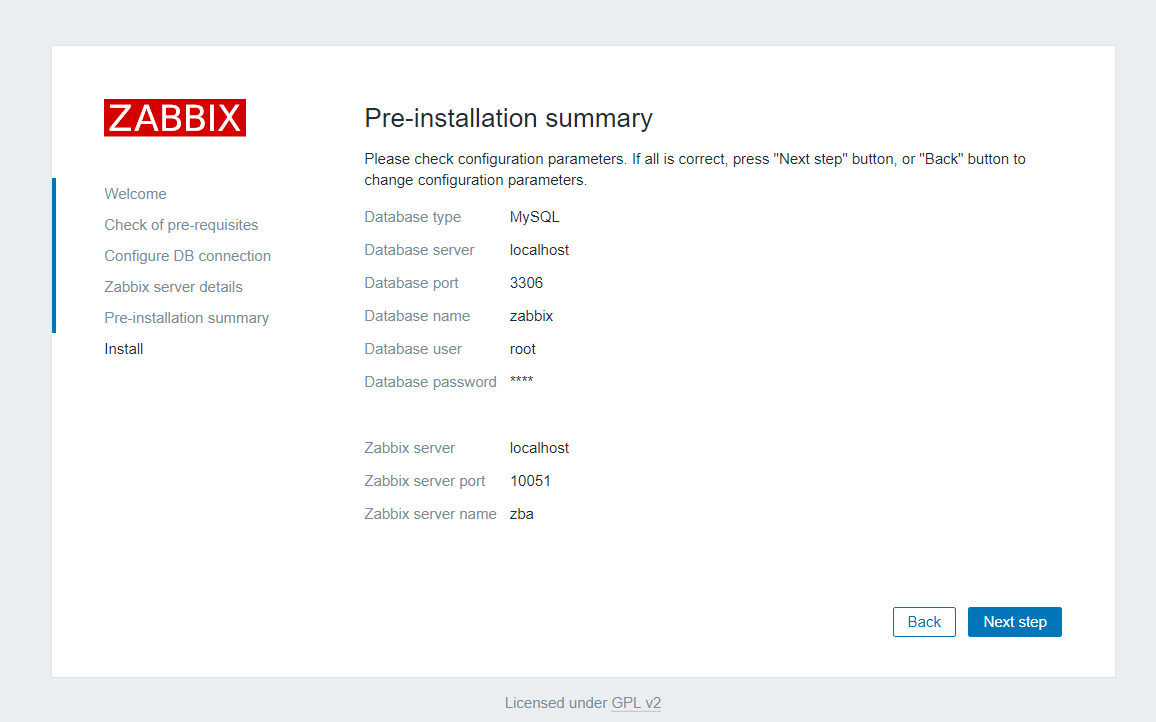 ZABBIX
Welcome
Check of pre-requisites
Configure DB connection
Zabbix server details
Pre-installation summary
Install
Pre-installation summary
Please check configuration parameters. If all is correct, press "Next step" button, or "Back" button to
change configuration parameters.
Database type MySQL
Database server localhost
Database port 3306
Database name zabbix
Database user root
Database password ****
Zabbix server localhost
Zabbix server port 10051
Zabbix server name zba
Back Next step
Licensed under GPL v2